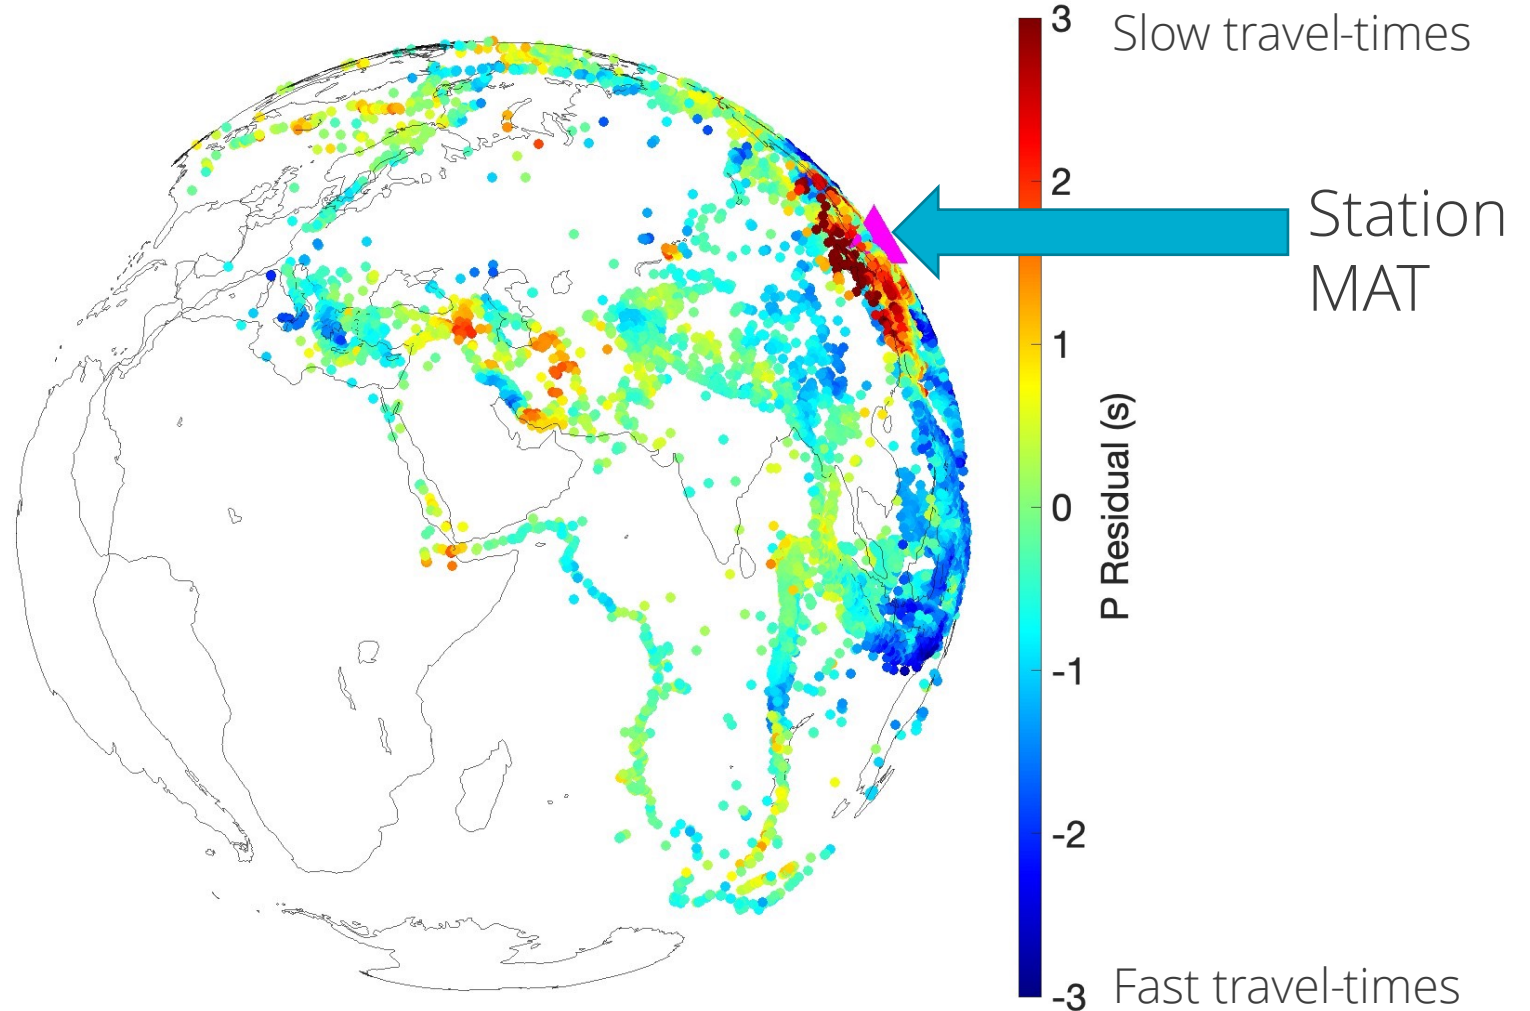 3
Slow travel-times
2
Station
MAT
1
P Residual (s)
0
-1
-2
-3
Fast travel-times